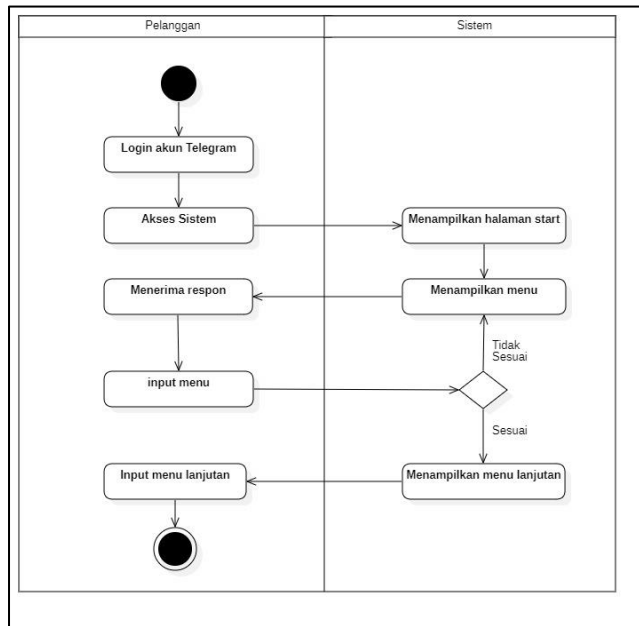 Pelanggan
Sistem
Login akun Telegram
Akses Sistem
Menampilkan halaman start
Menerima respon
Menampilkan menu
Tidak
Sesuai
input menu
Sesuai
Input menu lanjutan
Menampilkan menu lanjutan